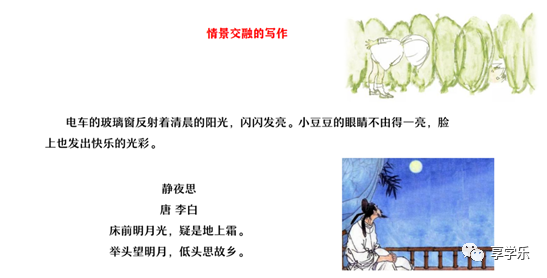 情景交融的写作
电车的玻璃窗反射着清晨的阳光，闪闪发亮。小豆豆的眼睛不由得一亮，脸
上也发出快乐的光彩。
静夜思
唐 李白
床前明月光，疑是地上霜。
举头望明月，低头思故乡。
享学乐